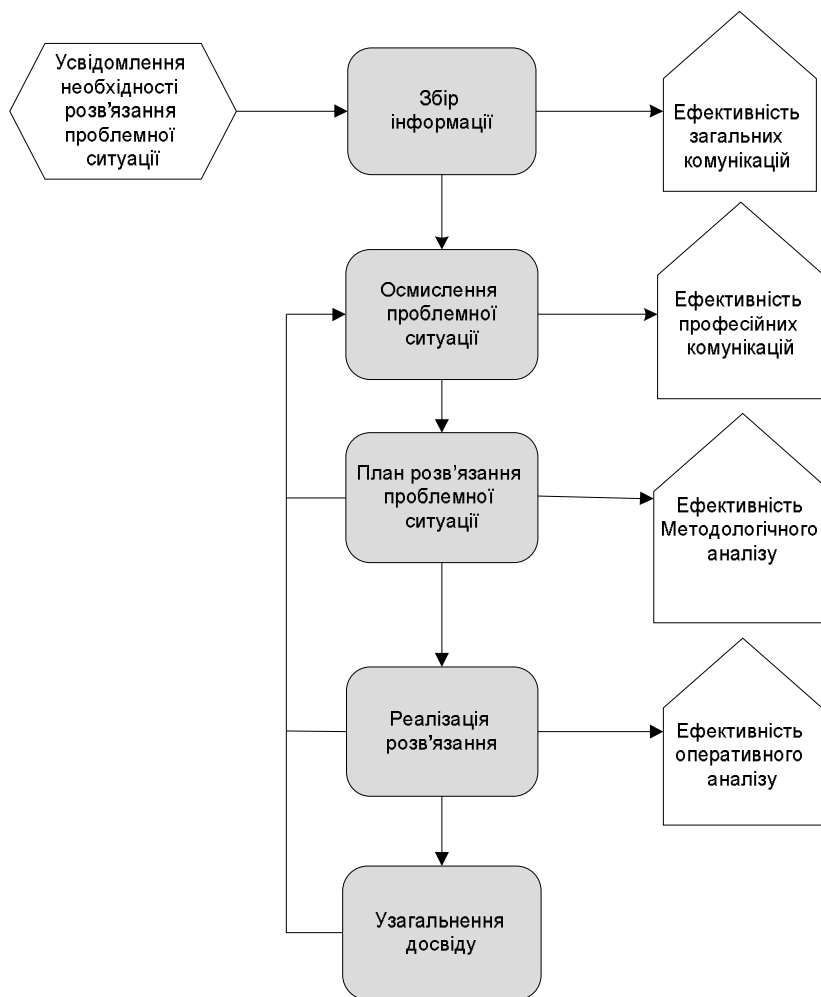 Усвідомлення
необхідності
розв’язання
проблемної
ситуації
Збір
інформації
Ефективність
загальних
комунікацій
Осмислення
проблемної
ситуації
Ефективність
професійних
комунікацій
План розв’язання
проблемної
ситуації
Ефективність
Методологічного
аналізу
Реалізація
розв’язання
Ефективність
оперативного
аналізу
Узагальнення
досвіду